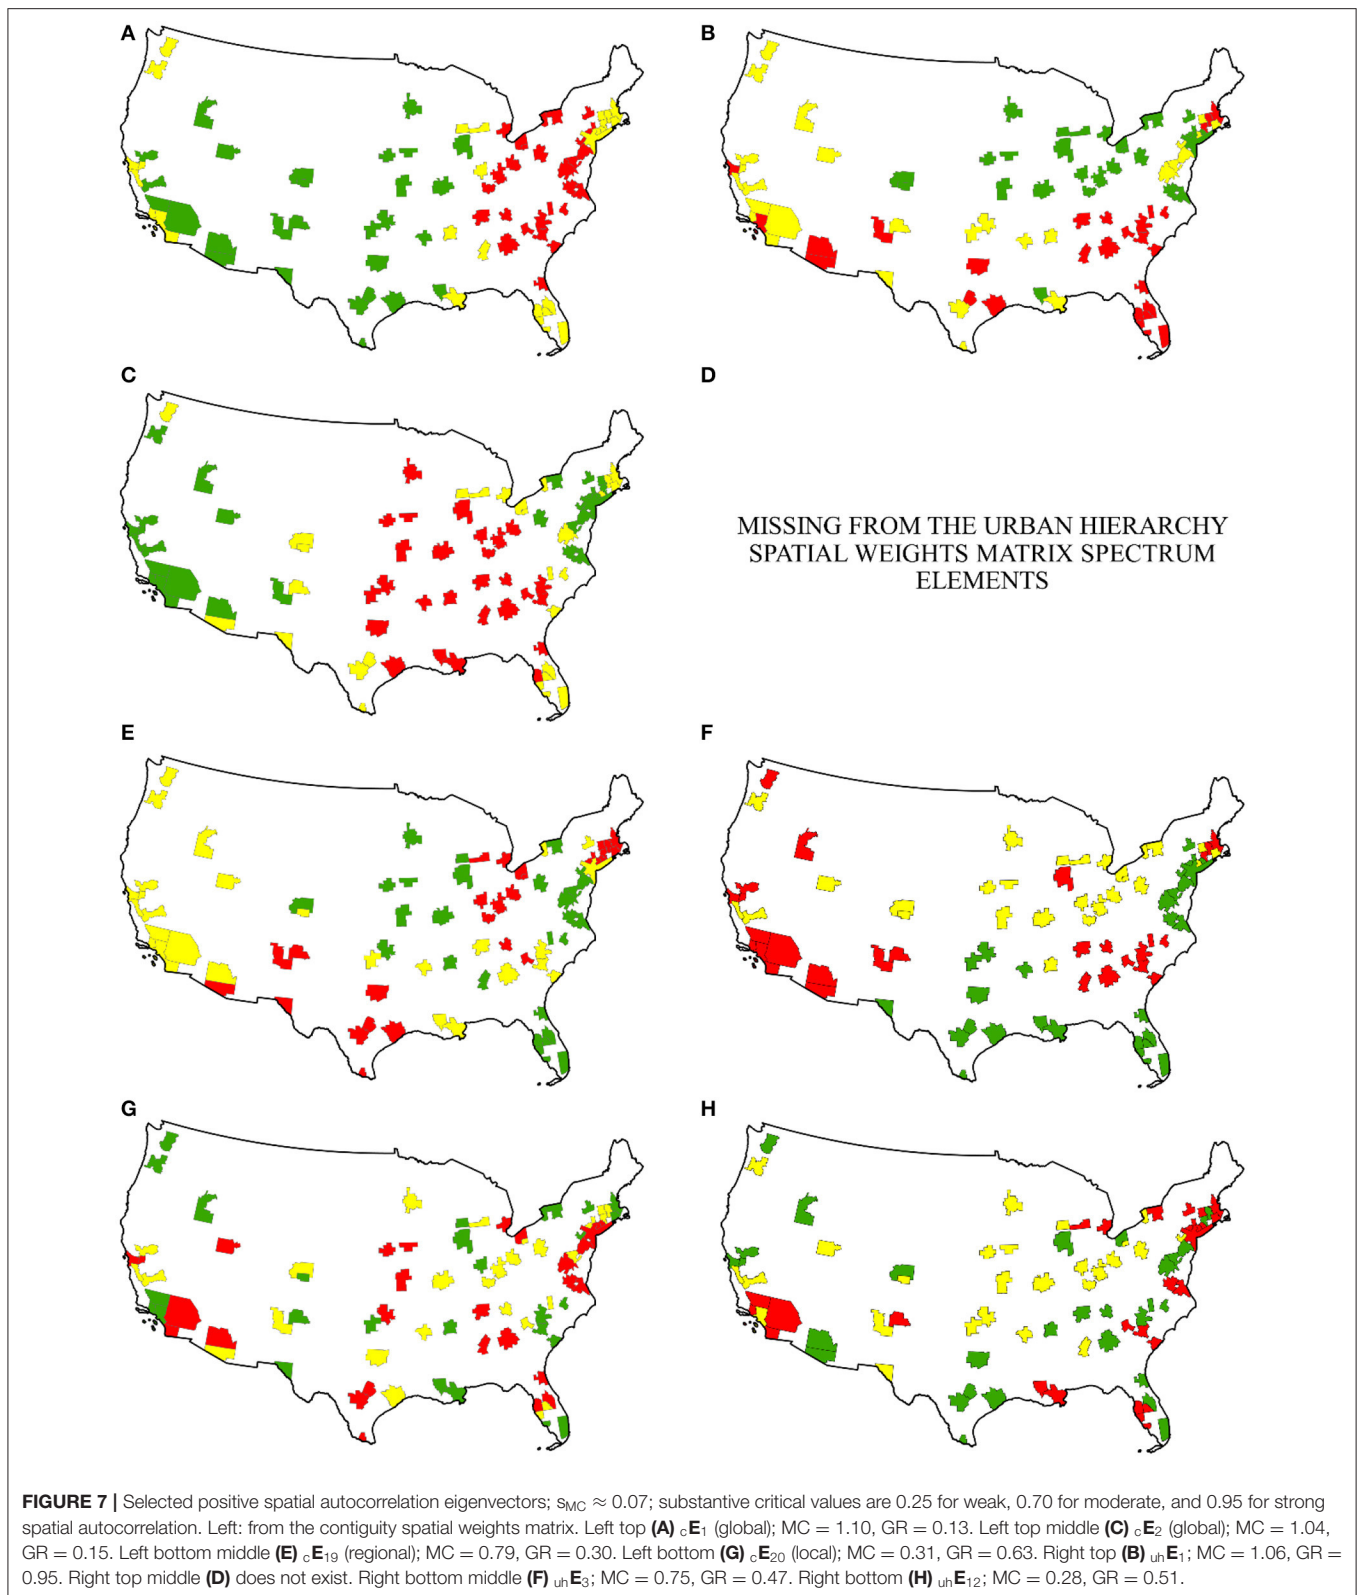 A
B
C
D
MISSING FROM THE URBAN HIERARCHY
SPATIAL WEIGHTS MATRIX SPECTRUM
ELEMENTS
E
F
G
H
FIGURE 7 | Selected positive spatial autocorrelation eigenvectors; sMC ≈ 0.07; substantive critical values are 0.25 for weak, 0.70 for moderate, and 0.95 for strong
spatial autocorrelation. Left: from the contiguity spatial weights matrix. Left top (A) cE1 (global); MC = 1.10, GR = 0.13. Left top middle (C) cE2 (global); MC = 1.04,
GR = 0.15. Left bottom middle (E) cE19 (regional); MC = 0.79, GR = 0.30. Left bottom (G) cE20 (local); MC = 0.31, GR = 0.63. Right top (B) uhE1; MC = 1.06, GR =
0.95. Right top middle (D) does not exist. Right bottom middle (F) uhE3; MC = 0.75, GR = 0.47. Right bottom (H) uhE12; MC = 0.28, GR = 0.51.